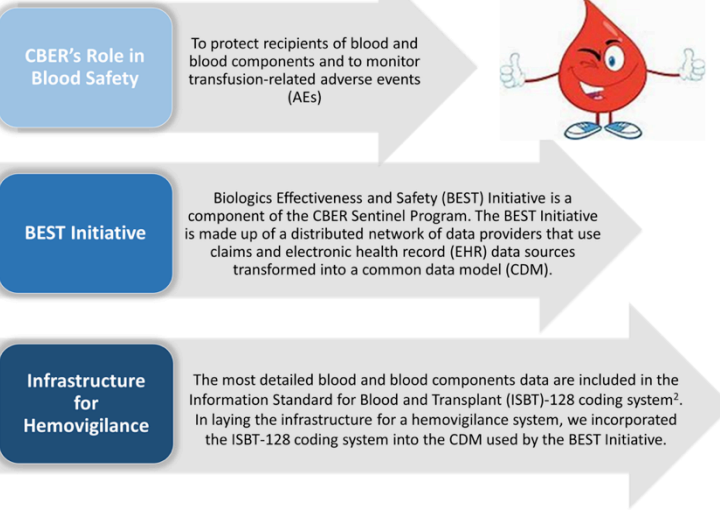 CBER’s Role in
Blood Safety
To protect recipients of blood and
blood components and to monitor
transfusion-related adverse events
(AEs)
BEST Initiative
Biologics Effectiveness and Safety (BEST) Initiative is a
component of the CBER Sentinel Program. The BEST Initiative
is made up of a distributed network of data providers that use
claims and electronic health record (EHR) data sources
transformed into a common data model (CDM).
Infrastructure
for
Hemovigilance
The most detailed blood and blood components data are included in the
Information Standard for Blood and Transplant (ISBT)-128 coding system².
In laying the infrastructure for a hemovigilance system, we incorporated
the ISBT-128 coding system into the CDM used by the BEST Initiative.